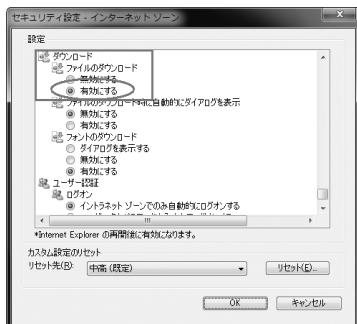 セキュリティ設定 - インターネット ゾーン
設定
ダウンロード
ファイルのダウンロード
無効にする
有効にする
ファイルのダウンロード時に自動的にダイアログを表示
無効にする
有効にする
フォントのダウンロード
ダイアログを表示する
無効にする
有効にする
ユーザー認証
ログオン
イントラネット ゾーンでのみ自動的にログオンする
*Internet Explorer の再開後に有効になります。
カスタム設定のリセット
リセット先(R):
中高 (既定)
リセット(E)...
OK
キャンセル